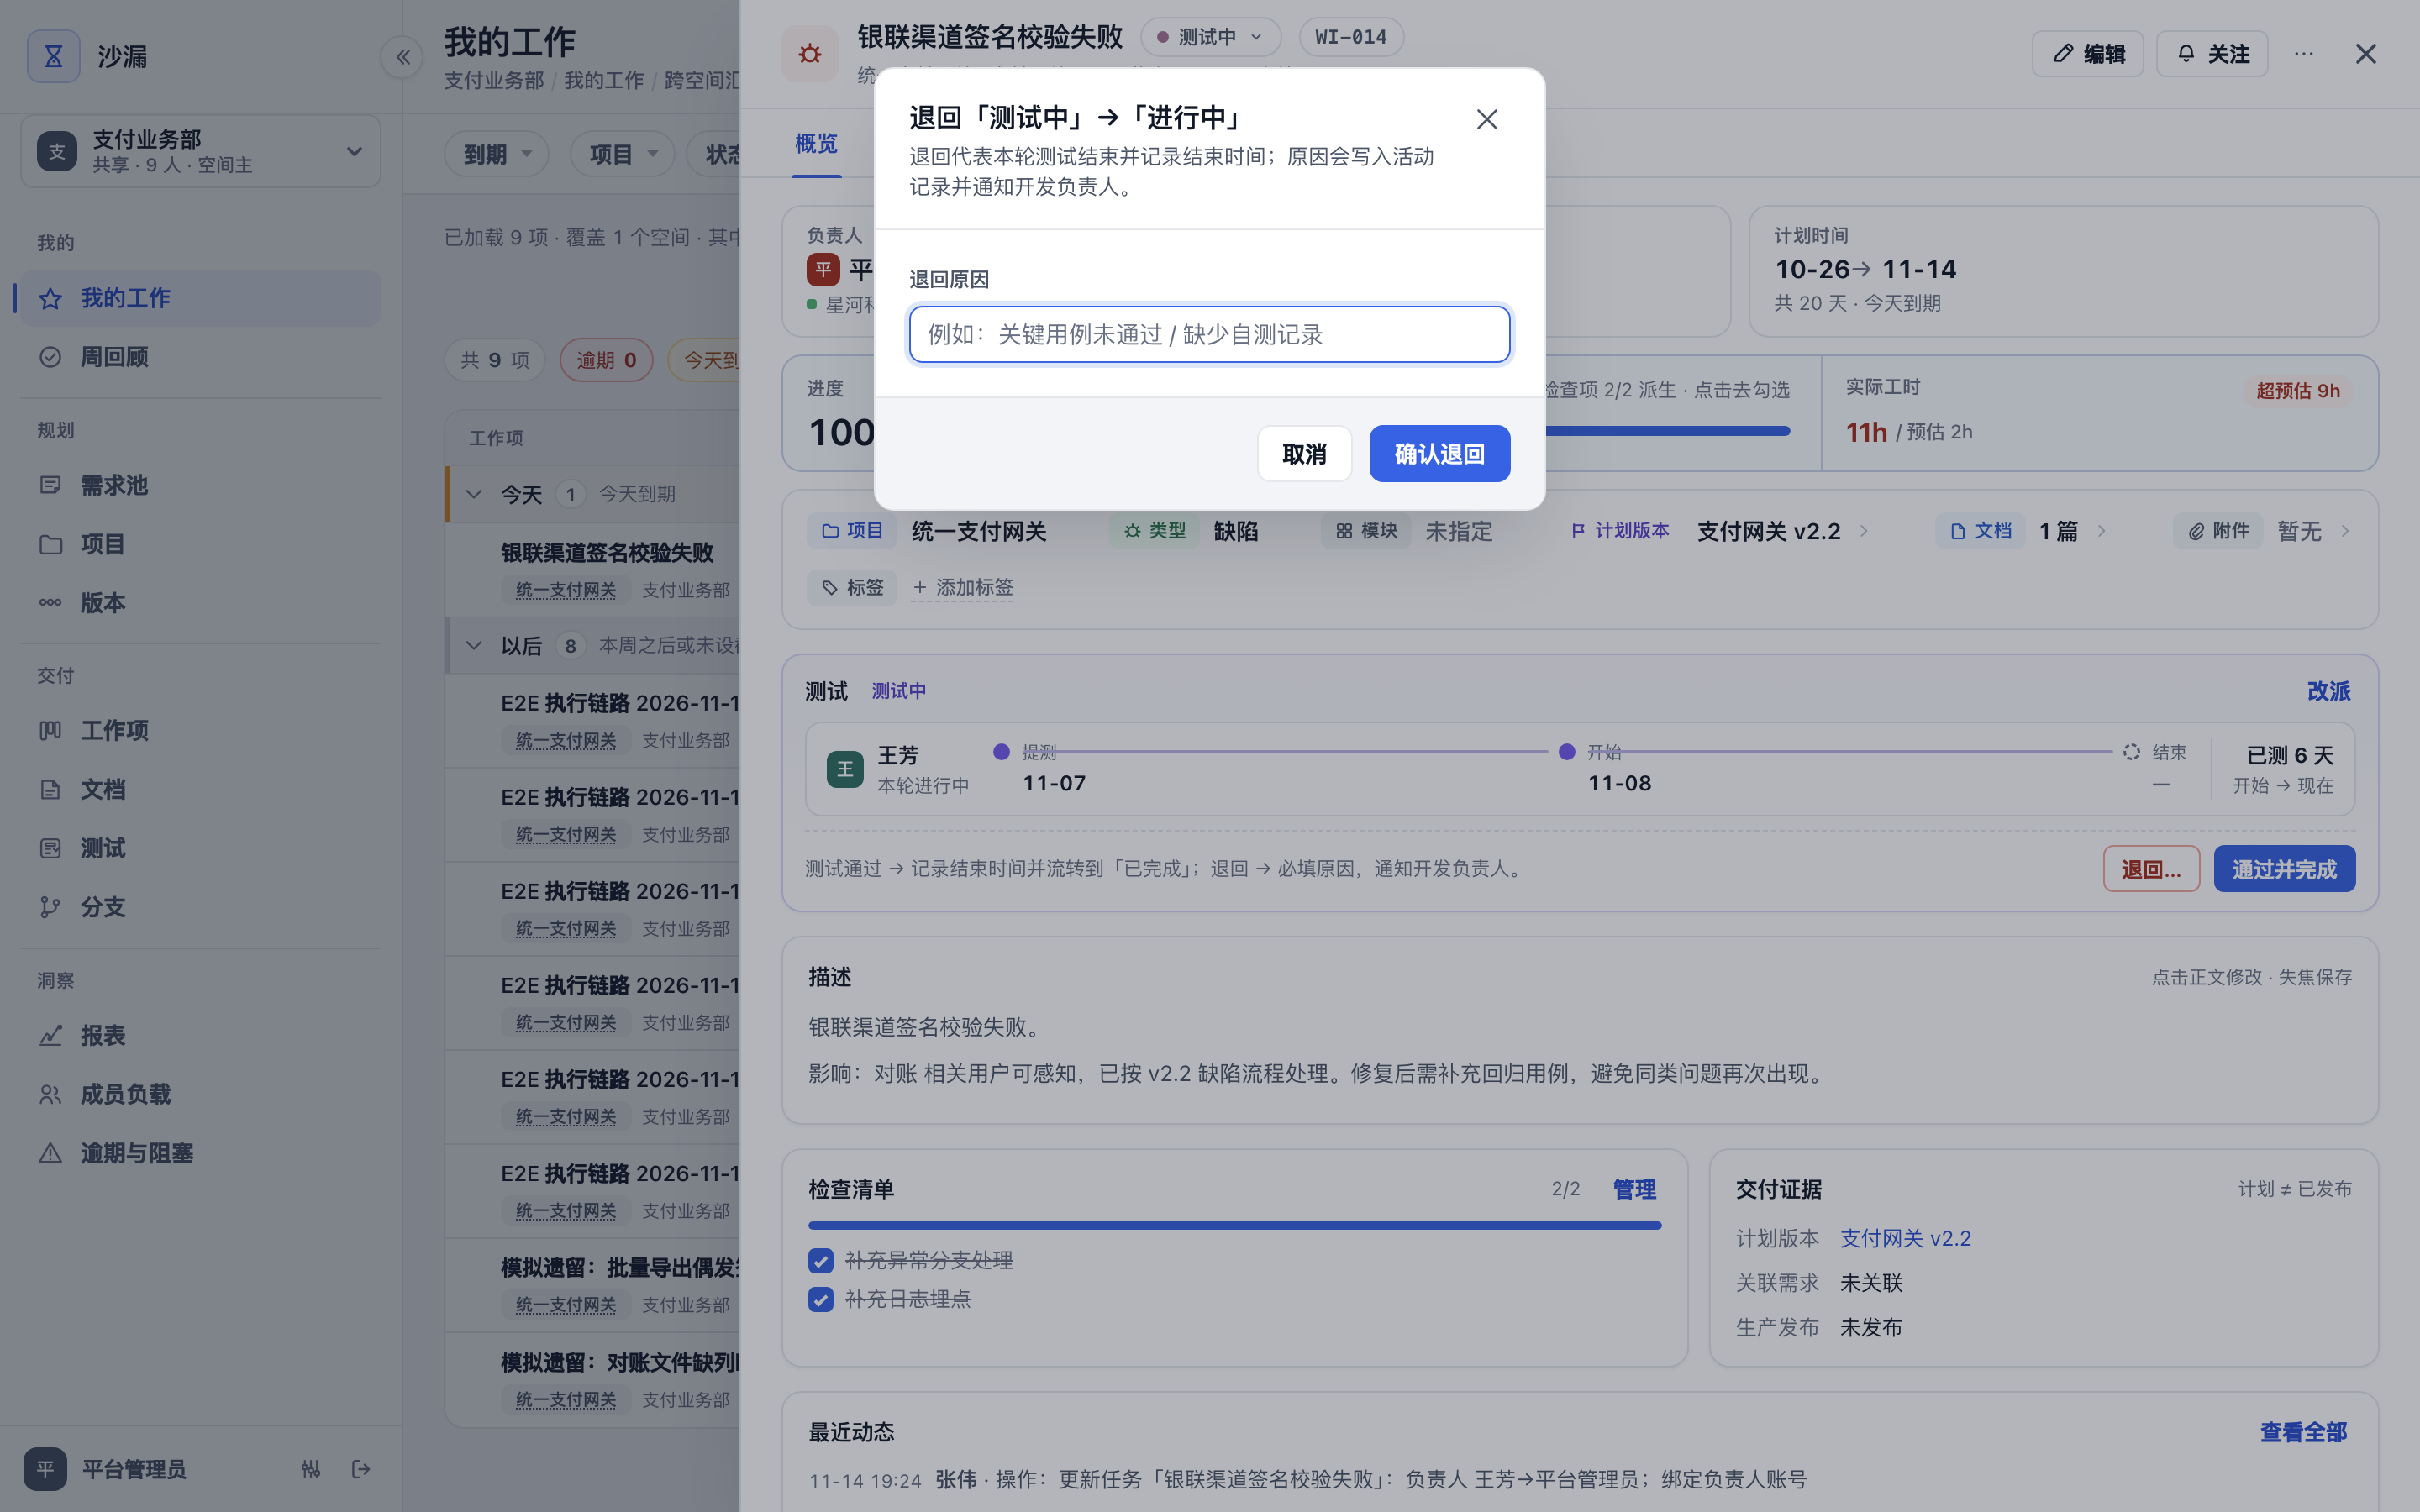 沙漏
支付业务部
共享 · 9 人 · 空间主
我的
我的工作
周回顾
规划
需求池
项目
版本
交付
工作项
文档
测试
分支
洞察
报表
成员负载
逾期与阻塞
平 平台管理员
我的工作
支付业务部 / 我的工作 / 跨空间汇
到期 项目 状态
已加载 9 项 · 覆盖 1 个空间 · 其中
共 9 项 逾期 0 今天到
工作项
今天 1 今天到期
银联渠道签名校验失败
统一支付网关 支付业务部
以后 8 本周之后或未设
E2E 执行链路 2026-11-1
统一支付网关 支付业务部
E2E 执行链路 2026-11-1
统一支付网关 支付业务部
E2E 执行链路 2026-11-1
统一支付网关 支付业务部
E2E 执行链路 2026-11-1
统一支付网关 支付业务部
E2E 执行链路 2026-11-1
统一支付网关 支付业务部
E2E 执行链路 2026-11-1
统一支付网关 支付业务部
模拟遗留：批量导出偶发
统一支付网关 支付业务部
模拟遗留：对账文件缺列
统一支付网关 支付业务部
银联渠道签名校验失败 测试中 WI-014
编辑 关注 ···
概览
退回「测试中」→「进行中」
退回代表本轮测试结束并记录结束时间；原因会写入活动
记录并通知开发负责人。
退回原因
例如：关键用例未通过 / 缺少自测记录
取消 确认退回
负责人
平 平
星河科
计划时间
10-26→ 11-14
共 20 天 · 今天到期
进度
100
检查项 2/2 派生 · 点击去勾选
实际工时 超预估 9h
11h / 预估 2h
项目 统一支付网关 类型 缺陷 模块 未指定 计划版本 支付网关 v2.2 文档 1 篇 附件 暂无
标签 + 添加标签
测试 测试中 改派
王 王芳
本轮进行中
提测
11-07
开始
11-08
结束
—
已测 6 天
开始 → 现在
测试通过 → 记录结束时间并流转到「已完成」；退回 → 必填原因，通知开发负责人。
退回... 通过并完成
描述 点击正文修改 · 失焦保存
银联渠道签名校验失败。
影响：对账 相关用户可感知，已按 v2.2 缺陷流程处理。修复后需补充回归用例，避免同类问题再次出现。
检查清单 2/2 管理
补充异常分支处理
补充日志埋点
交付证据 计划 ≠ 已发布
计划版本 支付网关 v2.2
关联需求 未关联
生产发布 未发布
最近动态 查看全部
11-14 19:24 张伟 · 操作：更新任务「银联渠道签名校验失败」：负责人 王芳→平台管理员；绑定负责人账号